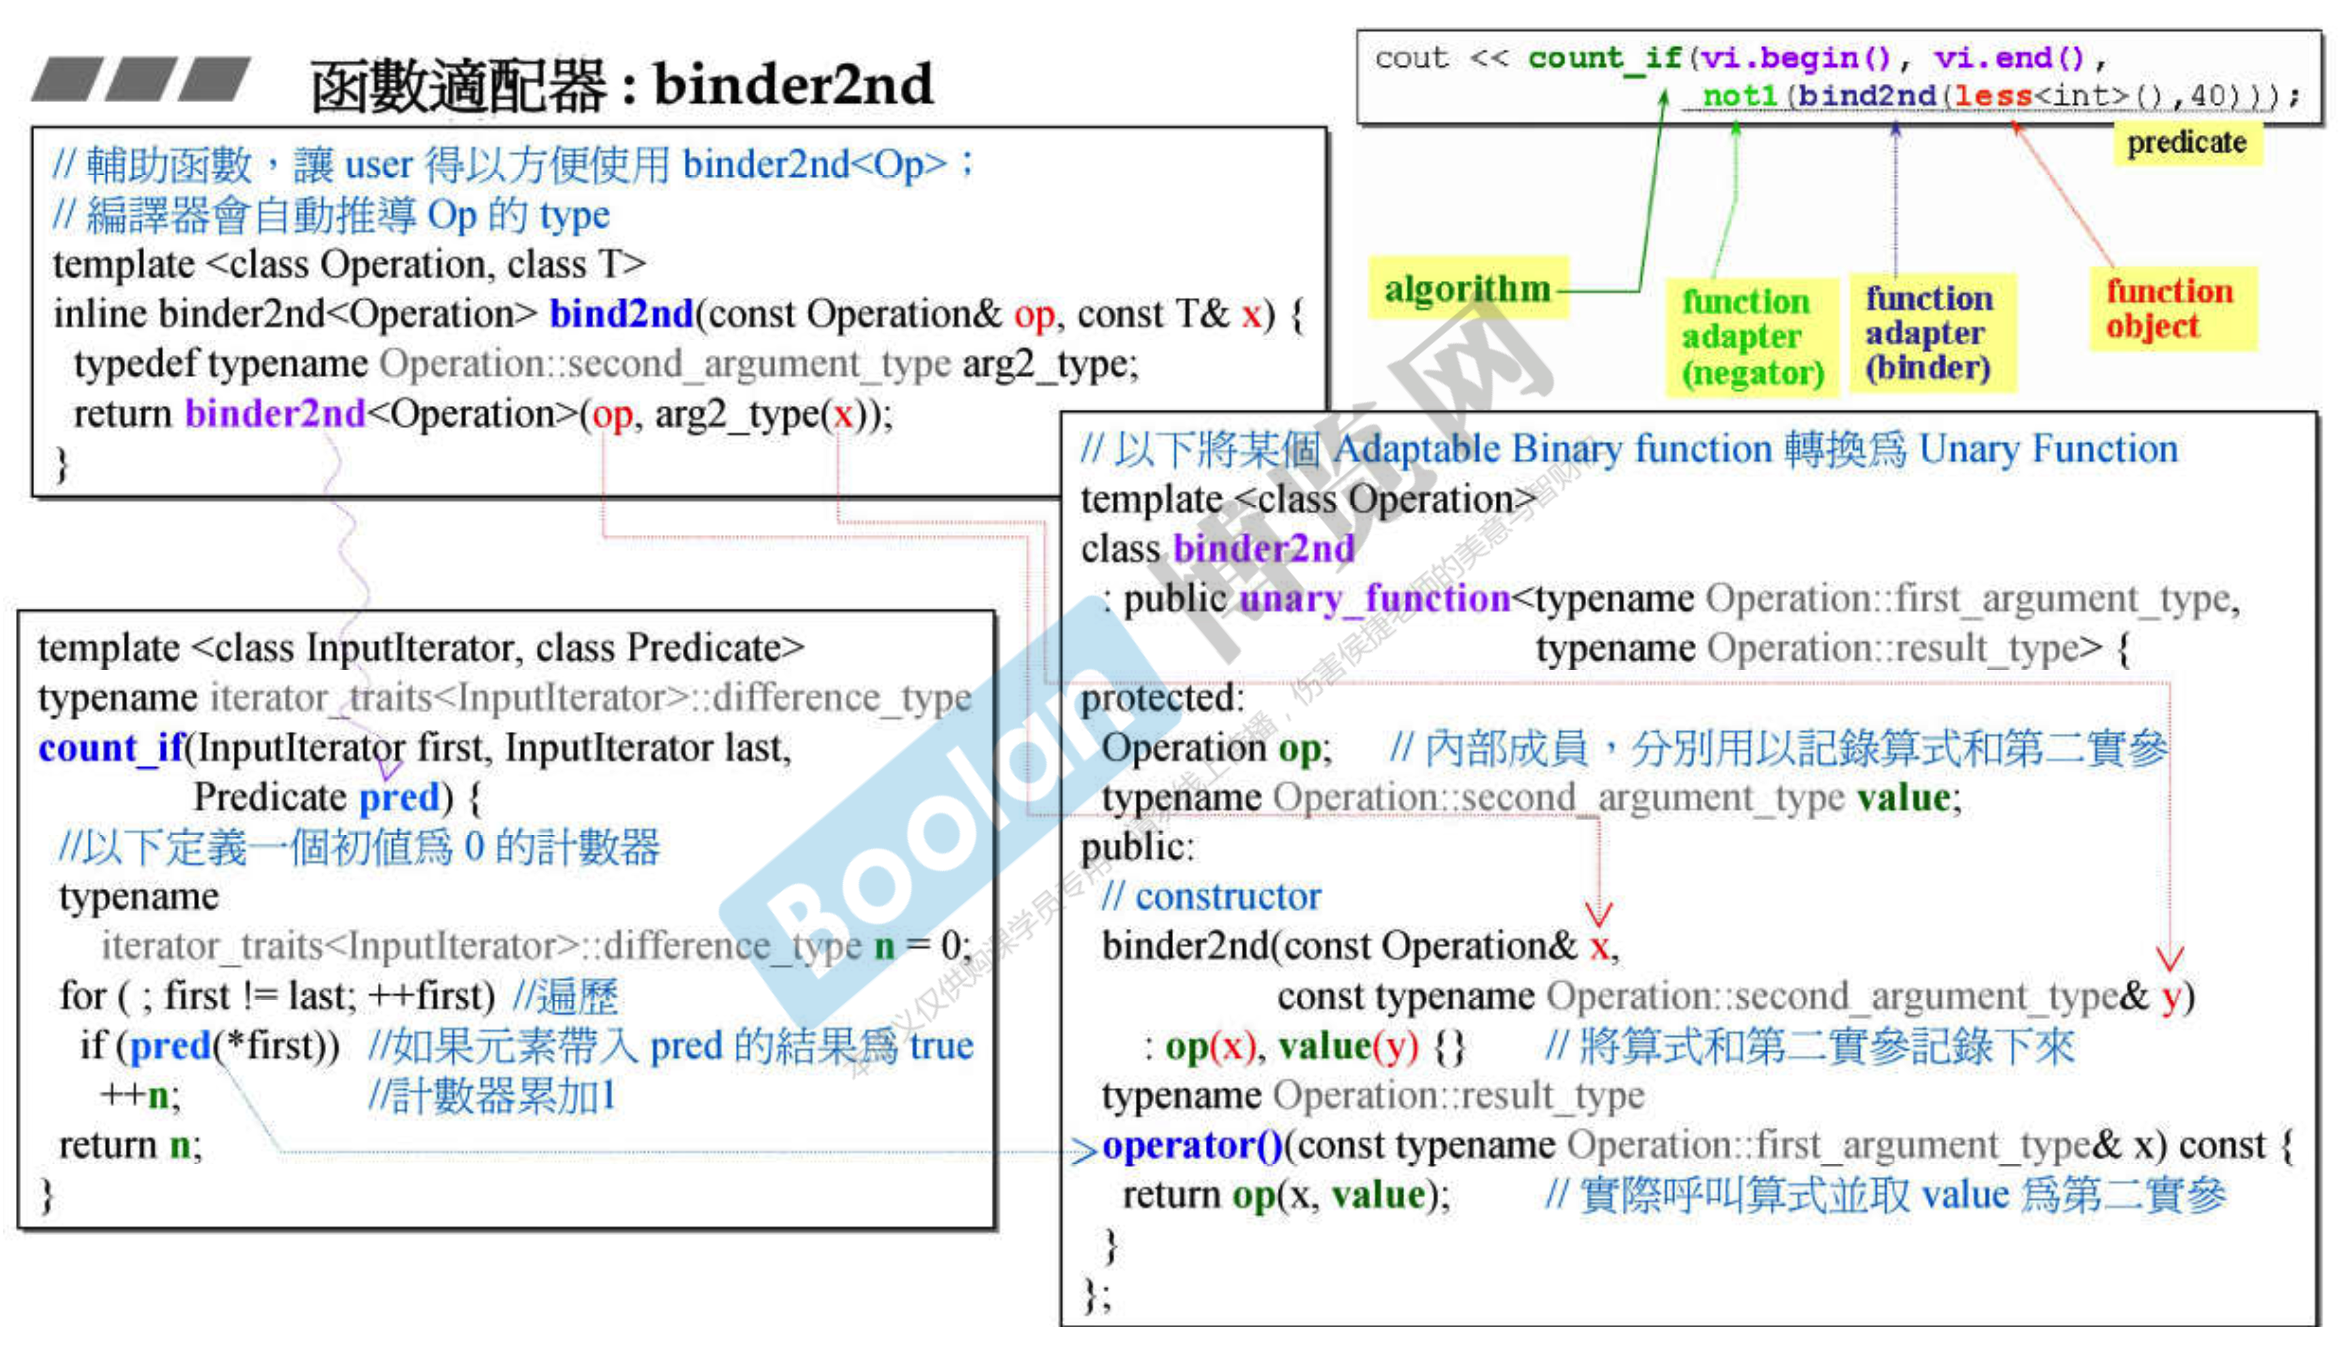 函數適配器 : binder2nd
cout << count_if(vi.begin(), vi.end(),
not1(bind2nd(less<int>(),40)));
predicate
algorithm
function
adapter
(negator)
function
adapter
(binder)
function
object
// 輔助函數，讓 user 得以方便使用 binder2nd<Op>；
// 編譯器會自動推導 Op 的 type
template <class Operation, class T>
inline binder2nd<Operation> bind2nd(const Operation& op, const T& x) {
typedef typename Operation::second_argument_type arg2_type;
return binder2nd<Operation>(op, arg2_type(x));
}
template <class InputIterator, class Predicate>
typename iterator_traits<InputIterator>::difference_type
count_if(InputIterator first, InputIterator last,
Predicate pred) {
//以下定義一個初值爲 0 的計數器
typename
iterator_traits<InputIterator>::difference_type n = 0;
for ( ; first != last; ++first) //遍歷
if (pred(*first)) //如果元素帶入 pred 的結果爲 true
++n; //計數器累加1
return n;
}
// 以下將某個 Adaptable Binary function 轉換爲 Unary Function
template <class Operation>
class binder2nd
: public unary_function<typename Operation::first_argument_type,
typename Operation::result_type> {
protected:
Operation op; // 內部成員，分別用以記錄算式和第二實參
typename Operation::second_argument_type value;
public:
// constructor
binder2nd(const Operation& x,
const typename Operation::second_argument_type& y)
: op(x), value(y) {} // 將算式和第二實參記錄下來
typename Operation::result_type
operator()(const typename Operation::first_argument_type& x) const {
return op(x, value); // 實際呼叫算式並取 value 爲第二實參
}
};
Boolan
博览网